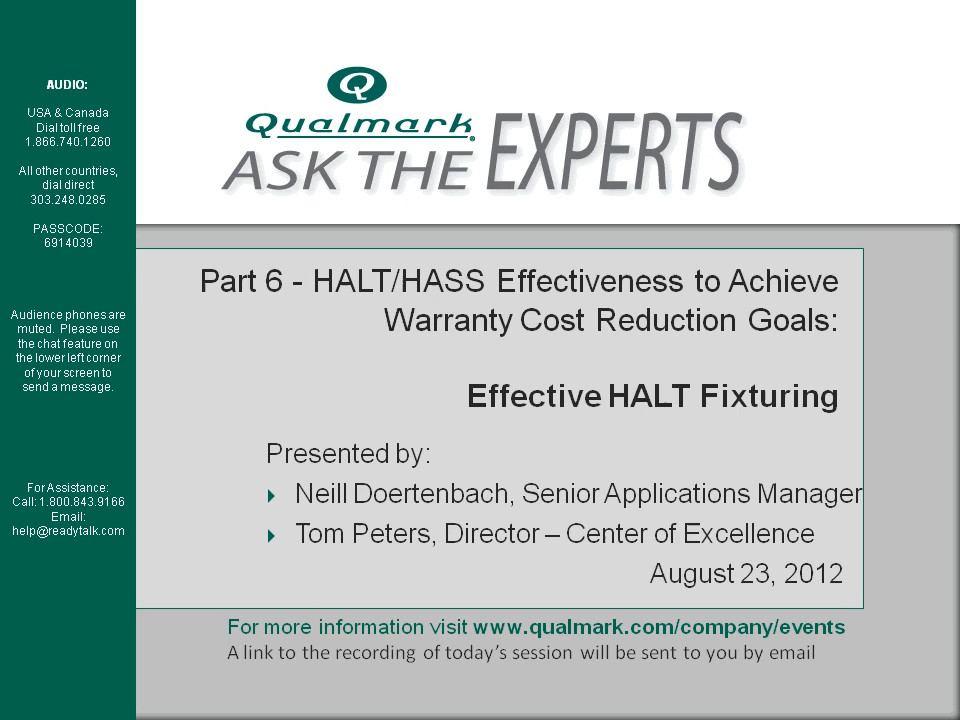 AUDIO:
USA & Canada
Dial toll free
1.866.740.1260
All other countries,
dial direct
303.248.0285
PASSCODE:
6914039
Audience phones are
muted. Please use
the chat feature on
the lower left corner
of your screen to
send a message.
For Assistance:
Call: 1.800.843.9166
Email:
help@readytalk.com
Q
Qualmark®
ASK THE EXPERTS
Part 6 - HALT/HASS Effectiveness to Achieve
Warranty Cost Reduction Goals:
Effective HALT Fixturing
Presented by:
Neill Doertenbach, Senior Applications Manager
Tom Peters, Director – Center of Excellence
August 23, 2012
For more information visit www.qualmark.com/company/events
A link to the recording of today's session will be sent to you by email